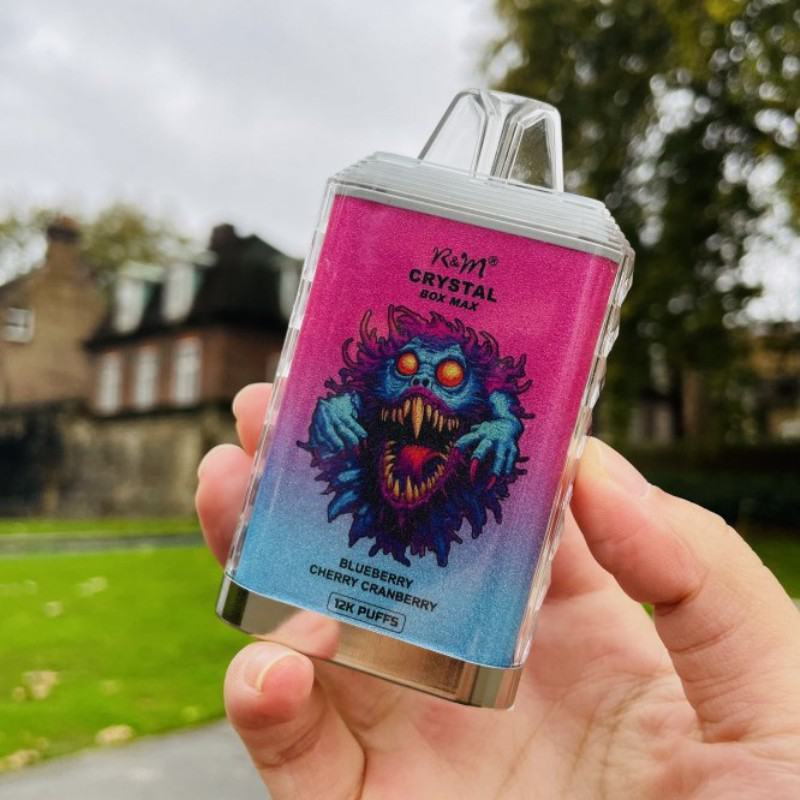 R&M®
CRYSTAL
BOX MAX
BLUEBERRY
CHERRY CRANBERRY
12K PUFFS